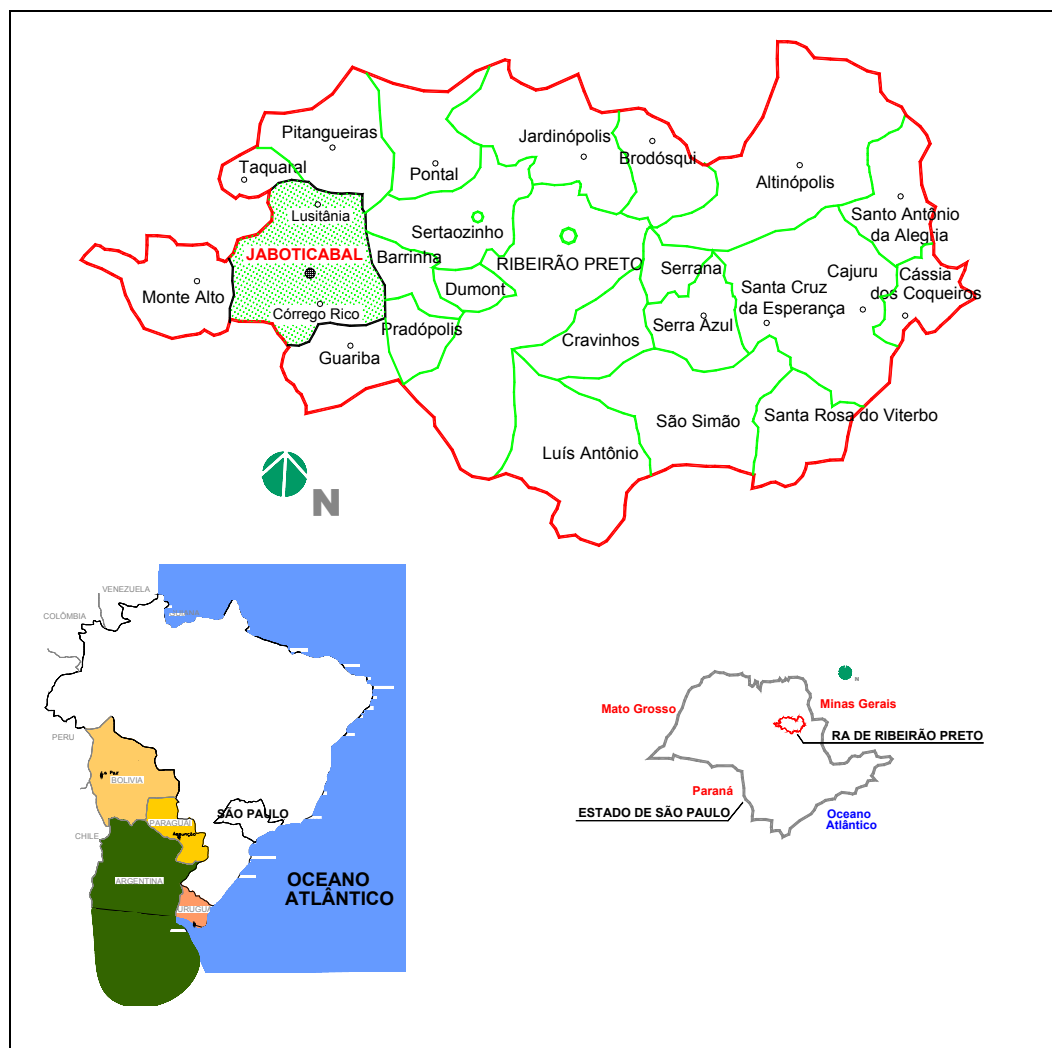 Pitangueiras
Jardinópolis
Brodósqui
Taquaral
Pontal
Altinópolis
Lusitânia
Sertaozinho
Santo Antônio
da Alegria
JABOTICABAL
Barrinha
RIBEIRÃO PRETO
Serrana
Cajuru
Cássia
dos Coqueiros
Monte Alto
Dumont
Santa Cruz
da Esperança
Córrego Rico
Pradópolis
Serra Azul
Guariba
Cravinhos
São Simão
Santa Rosa do Viterbo
Luís Antônio
N
VENEZUELA
COLÔMBIA
PERU
BOLIVIA
SÃO PAULO
PARAGUAI
Assunção
CHILE
ARGENTINA
URUGUA
OCEANO
ATLÂNTICO
N
Mato Grosso
Minas Gerais
RA DE RIBEIRÃO PRETO
Paraná
ESTADO DE SÃO PAULO
Oceano
Atlântico